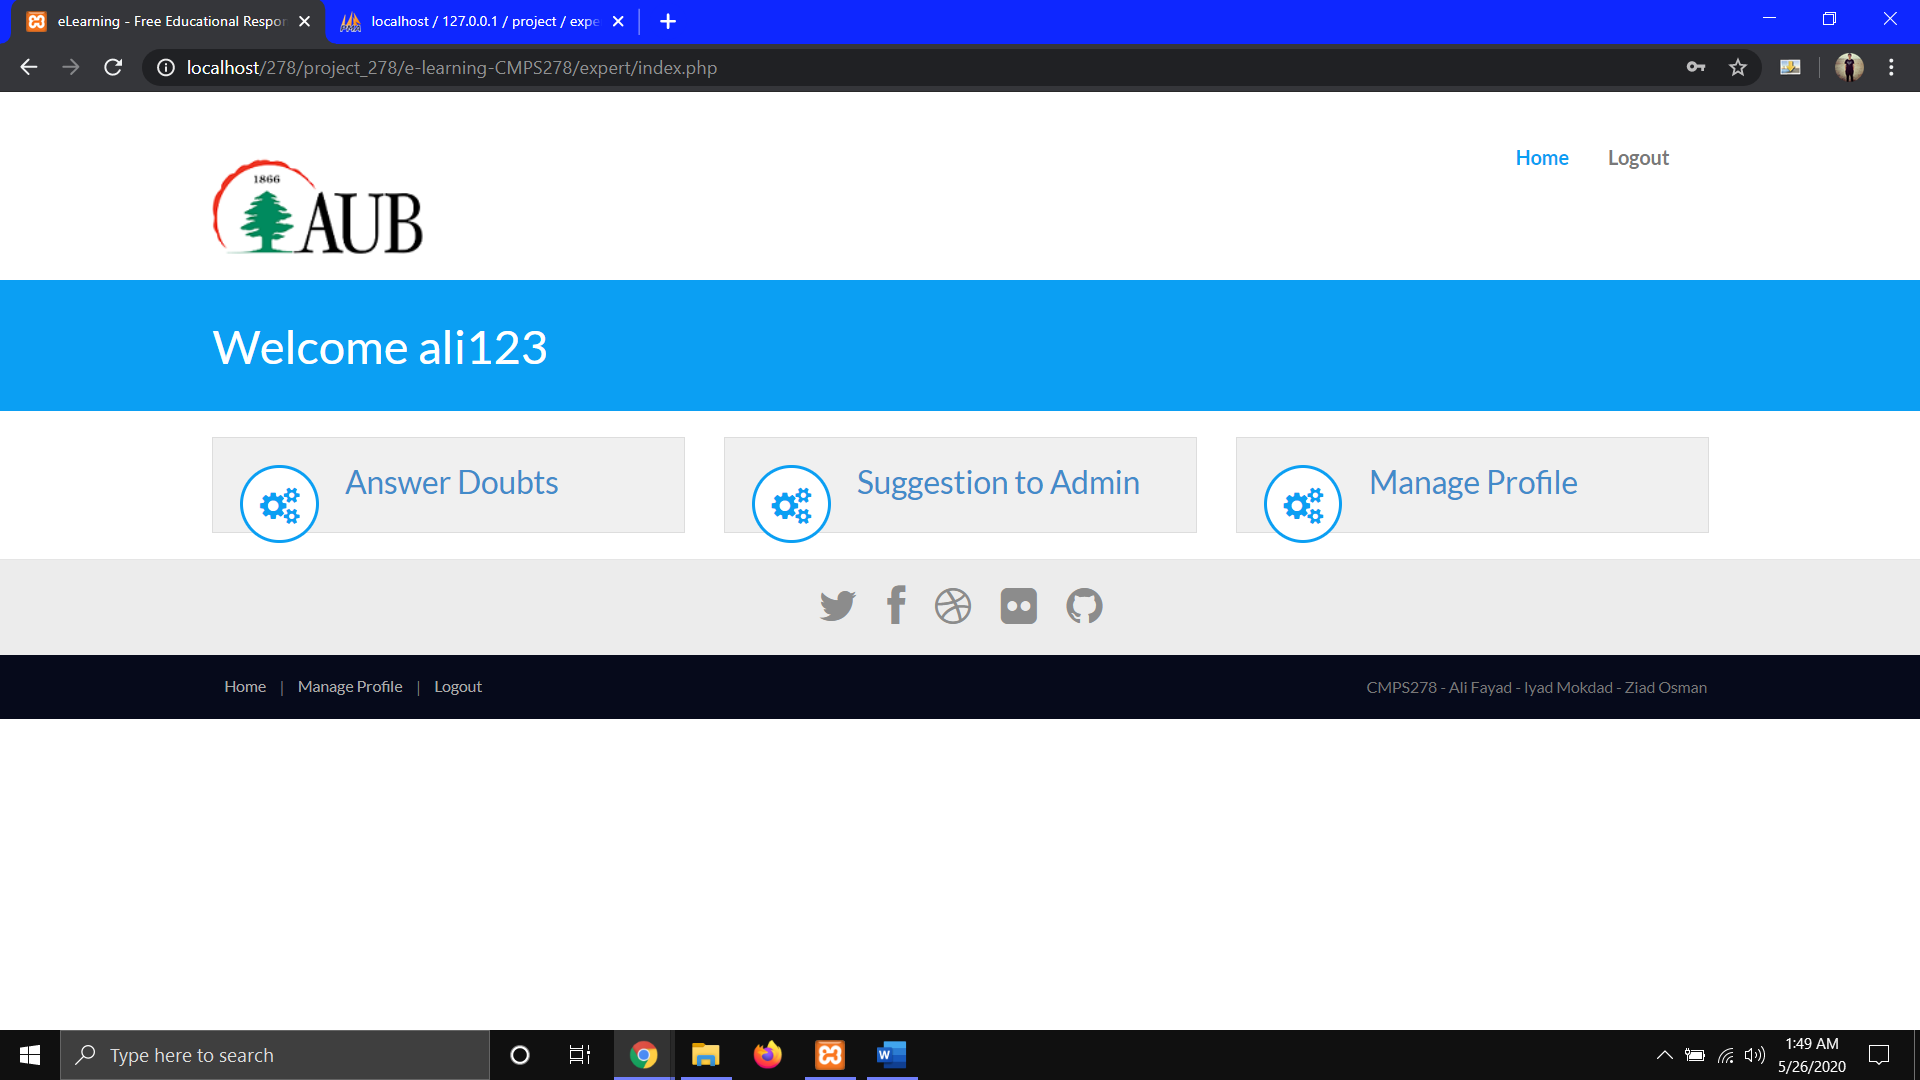 eLearning - Free Educational Respor
localhost / 127.0.0.1 / project / expe
localhost/278/project_278/e-learning-CMPS278/expert/index.php
Home Logout
1866
AUB
Welcome ali123
Answer Doubts
Suggestion to Admin
Manage Profile
Home | Manage Profile | Logout
CMPS278 - Ali Fayad - Iyad Mokdad - Ziad Osman
Type here to search
W
1:49 AM
5/26/2020